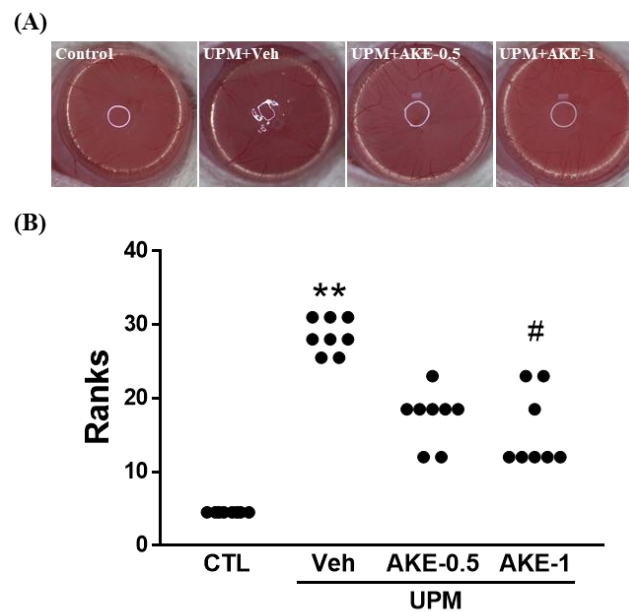 (A)
Control
UPM+Veh
UPM+AKE-0.5
UPM+AKE-1
(B)
Ranks
40
30
20
10
0
**
#
CTL
Veh
AKE-0.5
AKE-1
UPM